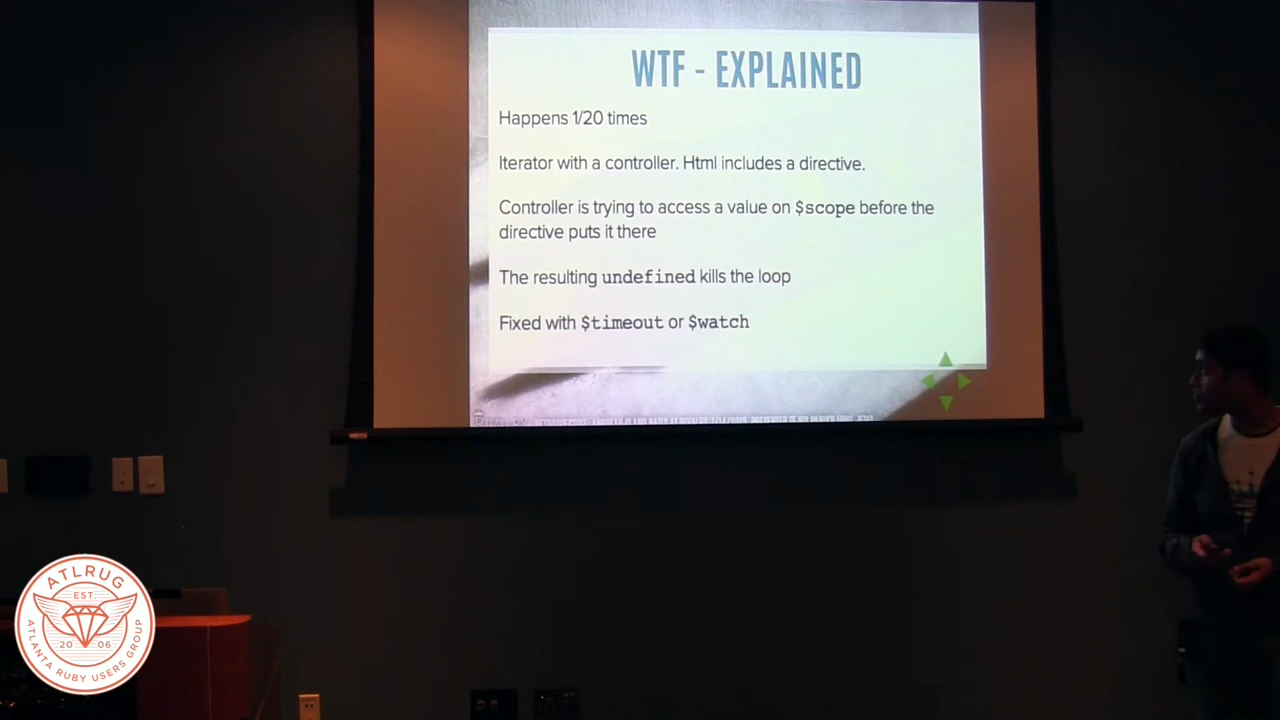 WTF - EXPLAINED
Happens 1/20 times
Iterator with a controller. Html includes a directive.
Controller is trying to access a value on $scope before the
directive puts it there
The resulting undefined kills the loop
Fixed with $timeout or $watch
ATLRUG
EST.
20 06
ATLANTA RUBY USERS GROUP